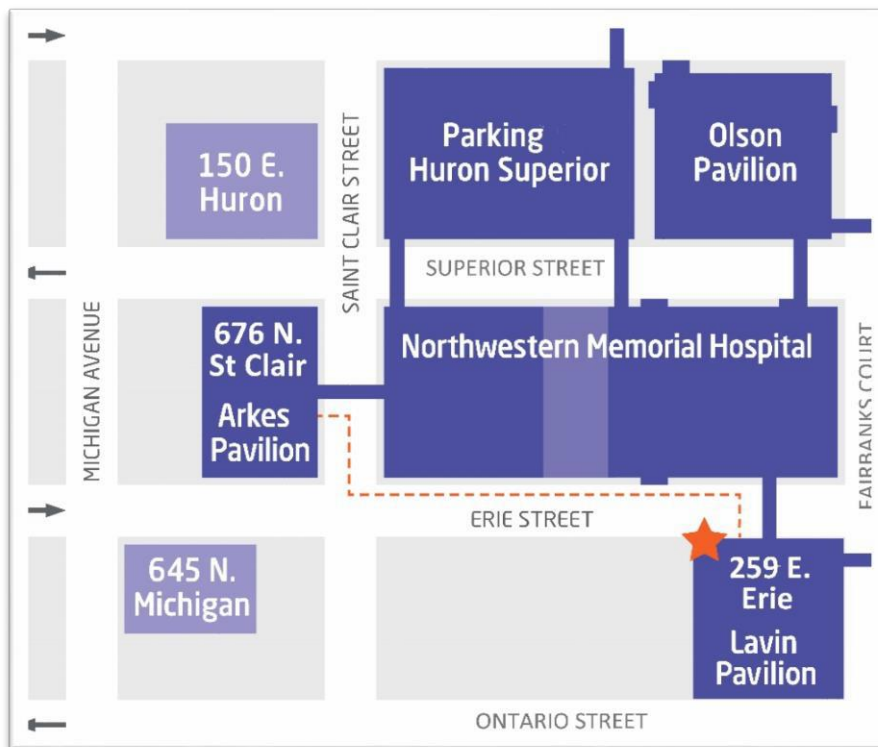 150 E.
Huron
SAINT CLAIR STREET
Parking
Huron Superior
Olson
Pavilion
SUPERIOR STREET
MICHIGAN AVENUE
676 N.
St Clair
Arkes
Pavilion
Northwestern Memorial Hospital
FAIRBANKS COURT
ERIE STREET
645 N.
Michigan
259 E.
Erie
Lavin
Pavilion
ONTARIO STREET